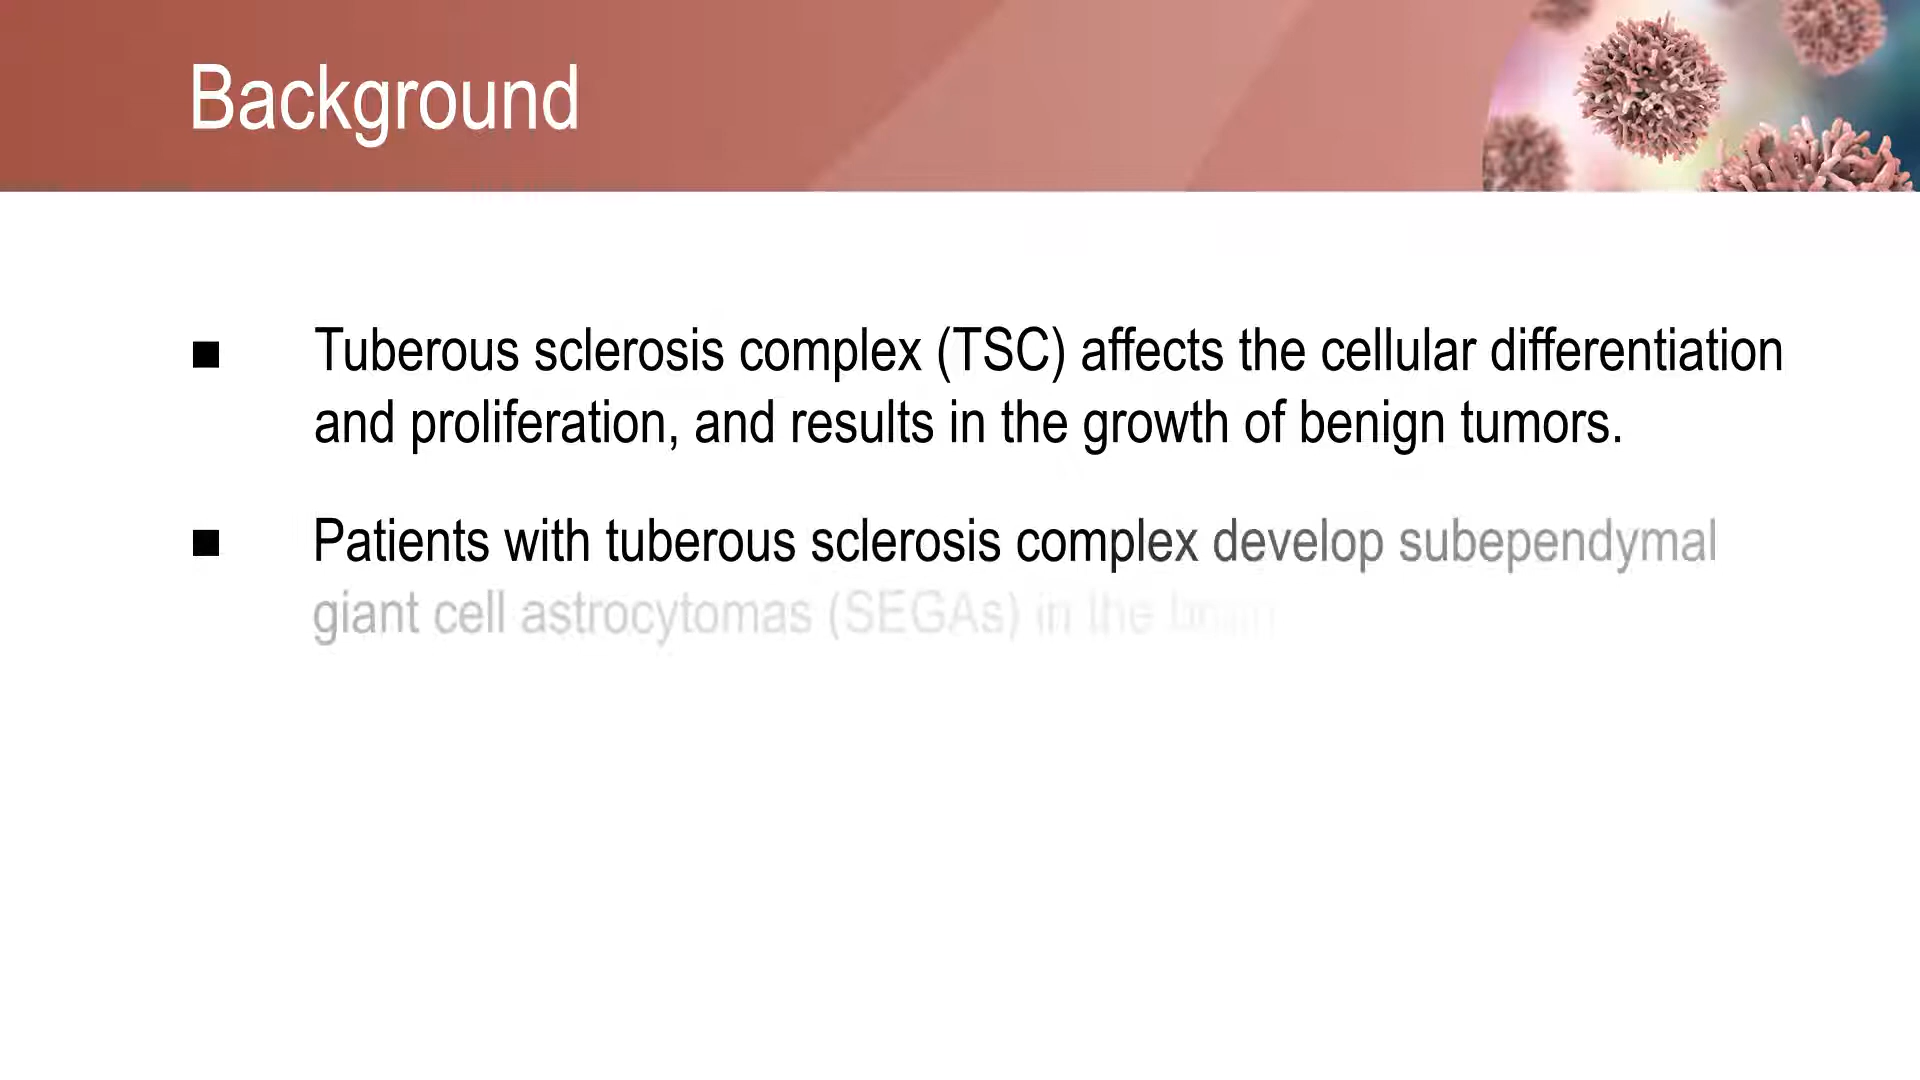 Background
■ Tuberous sclerosis complex (TSC) affects the cellular differentiation
and proliferation, and results in the growth of benign tumors.
■ Patients with tuberous sclerosis complex develop subependymal
giant cell astrocytomas (SEGAs) in the brain